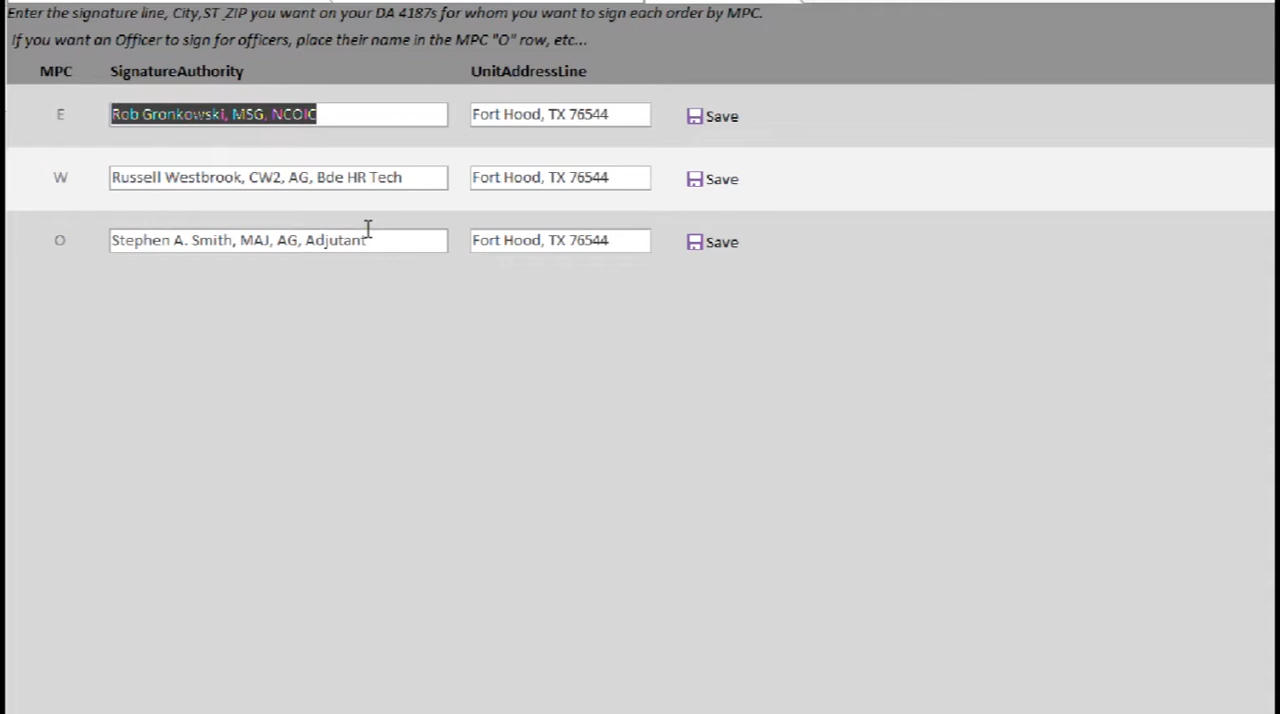 Enter the signature line, City,ST ZIP you want on your DA 4187s for whom you want to sign each order by MPC.
If you want an Officer to sign for officers, place their name in the MPC "O" row, etc...
MPC SignatureAuthority UnitAddressLine
E Rob Gronkowski, MSG, NCOIC Fort Hood, TX 76544 Save
W Russell Westbrook, CW2, AG, Bde HR Tech Fort Hood, TX 76544 Save
O Stephen A. Smith, MAJ, AG, Adjutant Fort Hood, TX 76544 Save